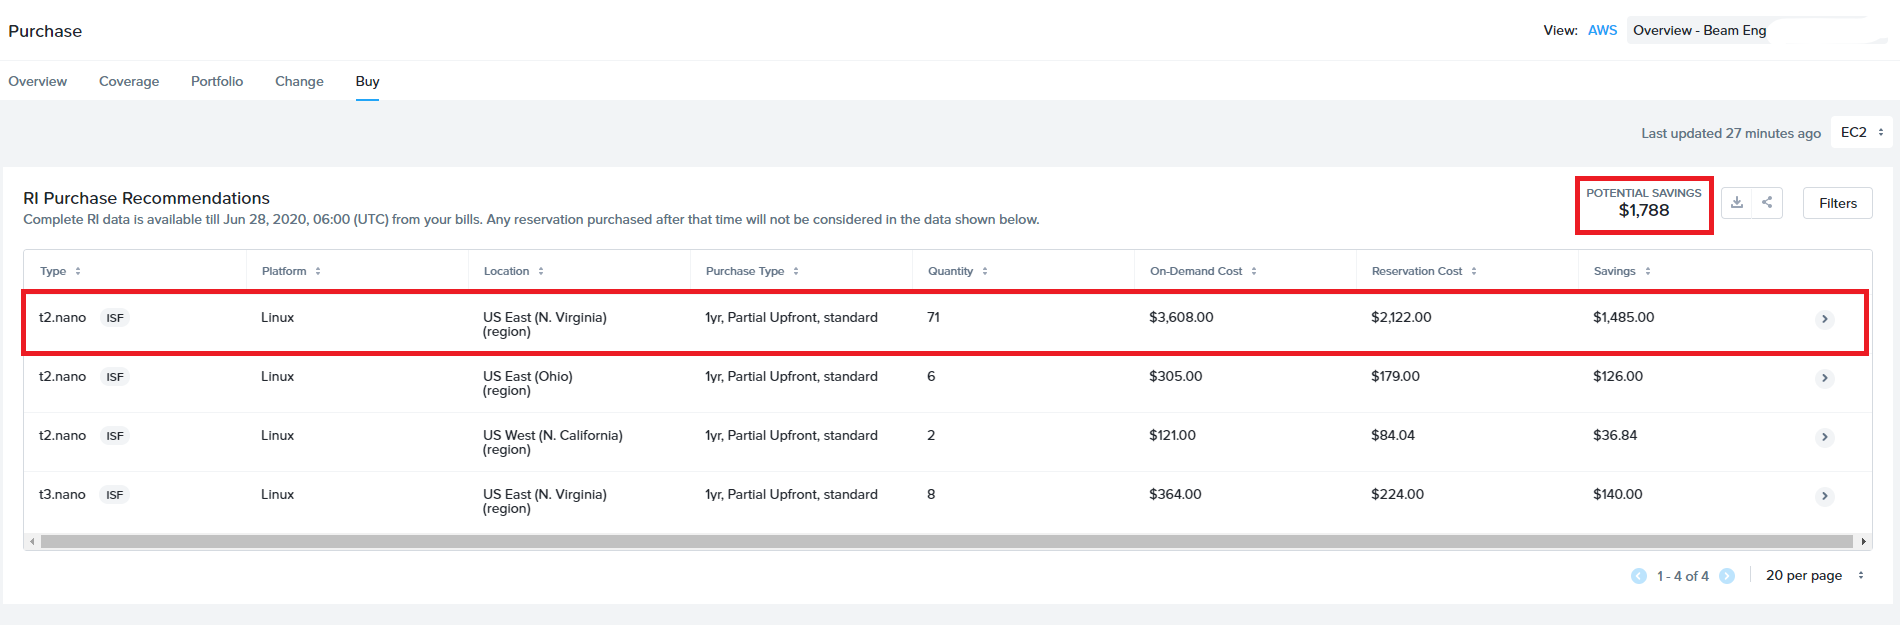 Purchase
View: AWS Overview - Beam Eng
Overview Coverage Portfolio Change Buy
Last updated 27 minutes ago EC2
RI Purchase Recommendations
Complete RI data is available till Jun 28, 2020, 06:00 (UTC) from your bills. Any reservation purchased after that time will not be considered in the data shown below.
POTENTIAL SAVINGS
$1,788
Filters
Type Platform Location Purchase Type Quantity On-Demand Cost Reservation Cost Savings
t2.nano ISF Linux US East (N. Virginia) 1yr, Partial Upfront, standard 71 $3,608.00 $2,122.00 $1,485.00
(region)
t2.nano ISF Linux US East (Ohio) 1yr, Partial Upfront, standard 6 $305.00 $179.00 $126.00
(region)
t2.nano ISF Linux US West (N. California) 1yr, Partial Upfront, standard 2 $121.00 $84.04 $36.84
(region)
t3.nano ISF Linux US East (N. Virginia) 1yr, Partial Upfront, standard 8 $364.00 $224.00 $140.00
(region)
1 - 4 of 4 20 per page